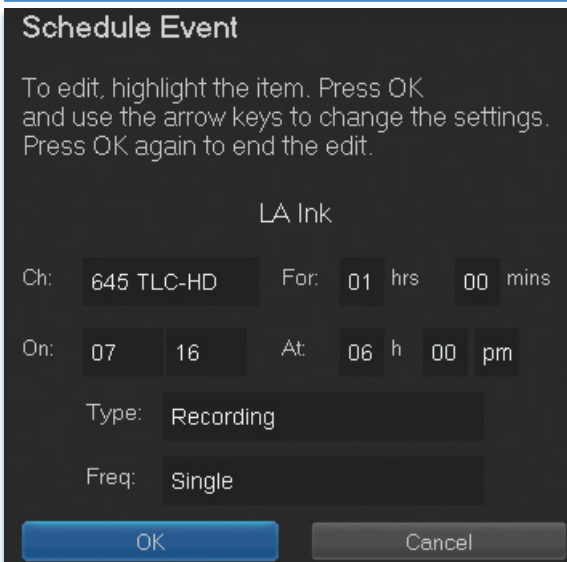 Schedule Event
To edit, highlight the item. Press OK
and use the arrow keys to change the settings.
Press OK again to end the edit.
LA Ink
Ch: 645 TLC-HD For: 01 hrs 00 mins
On: 07 16 At: 06 h 00 pm
Type: Recording
Freq: Single
OK Cancel